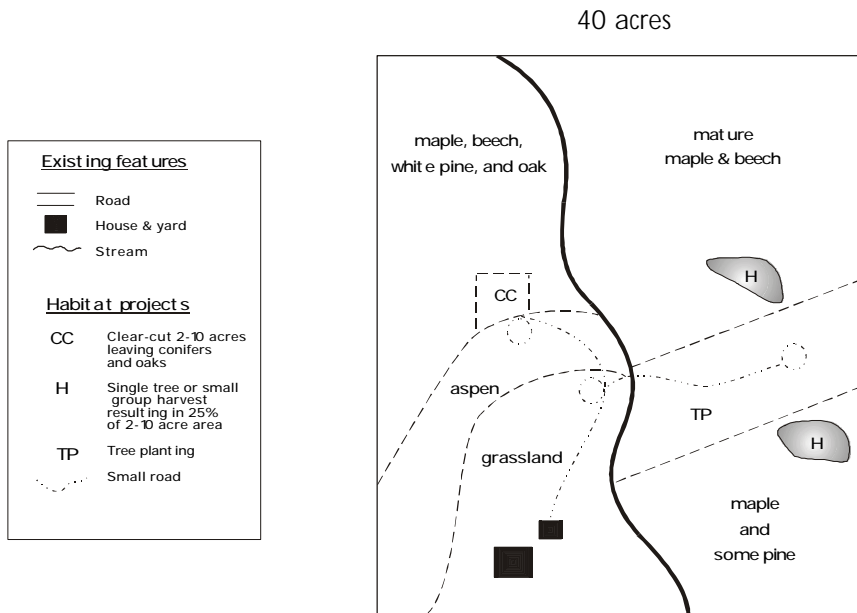 40 acres
Existing features
Road
House & yard
Stream
Habitat projects
CC
Clear-cut 2-10 acres
leaving conifers
and oaks
H
Single tree or small
group harvest
resulting in 25%
of 2-10 acre area
TP
Tree planting
Small road
maple, beech,
white pine, and oak
mature
maple & beech
H
CC
aspen
TP
H
grassland
maple
and
some pine